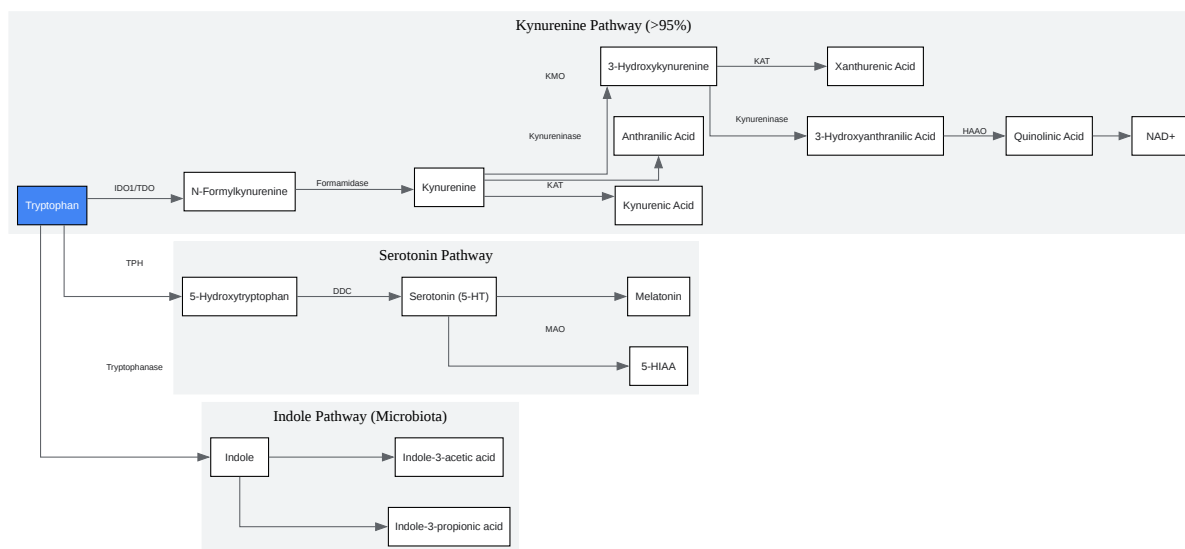 Kynurenine Pathway (>95%)
KMO
3-Hydroxykynurenine
KAT
Xanthurenic Acid
Kynureninase
Anthranilic Acid
Kynureninase
3-Hydroxyanthranilic Acid
HAAO
Quinolinic Acid
NAD+
Tryptophan
IDO1/TDO
N-Formylkynurenine
Formamidase
Kynurenine
KAT
Kynurenic Acid
Serotonin Pathway
TPH
5-Hydroxytryptophan
DDC
Serotonin (5-HT)
Melatonin
MAO
5-HIAA
Tryptophanase
Indole Pathway (Microbiota)
Indole
Indole-3-acetic acid
Indole-3-propionic acid